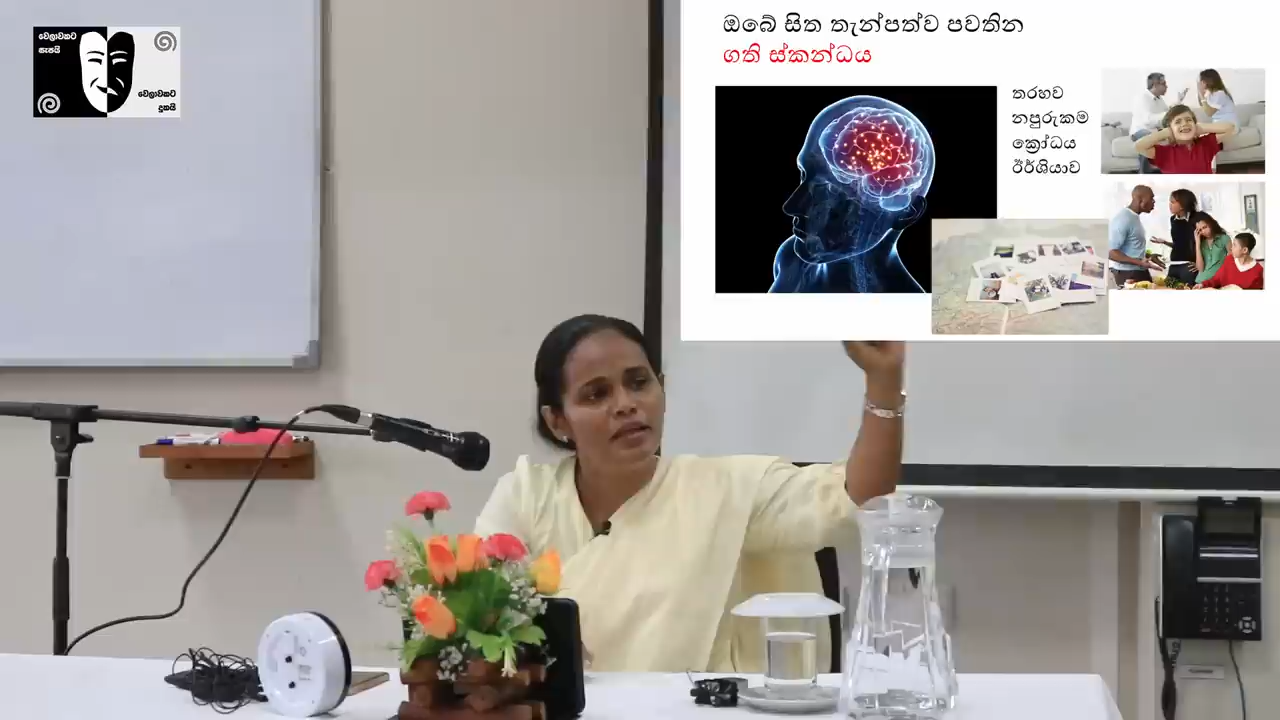 වෙලාවකට
සැපයි
වෙලාවකට
දුකයි
ඔබේ සිත තැන්පත්ව පවතින
ගති ස්කන්ධය
තරහව
නපුරුකම
ක්‍රෝධය
ඊර්ශියාව